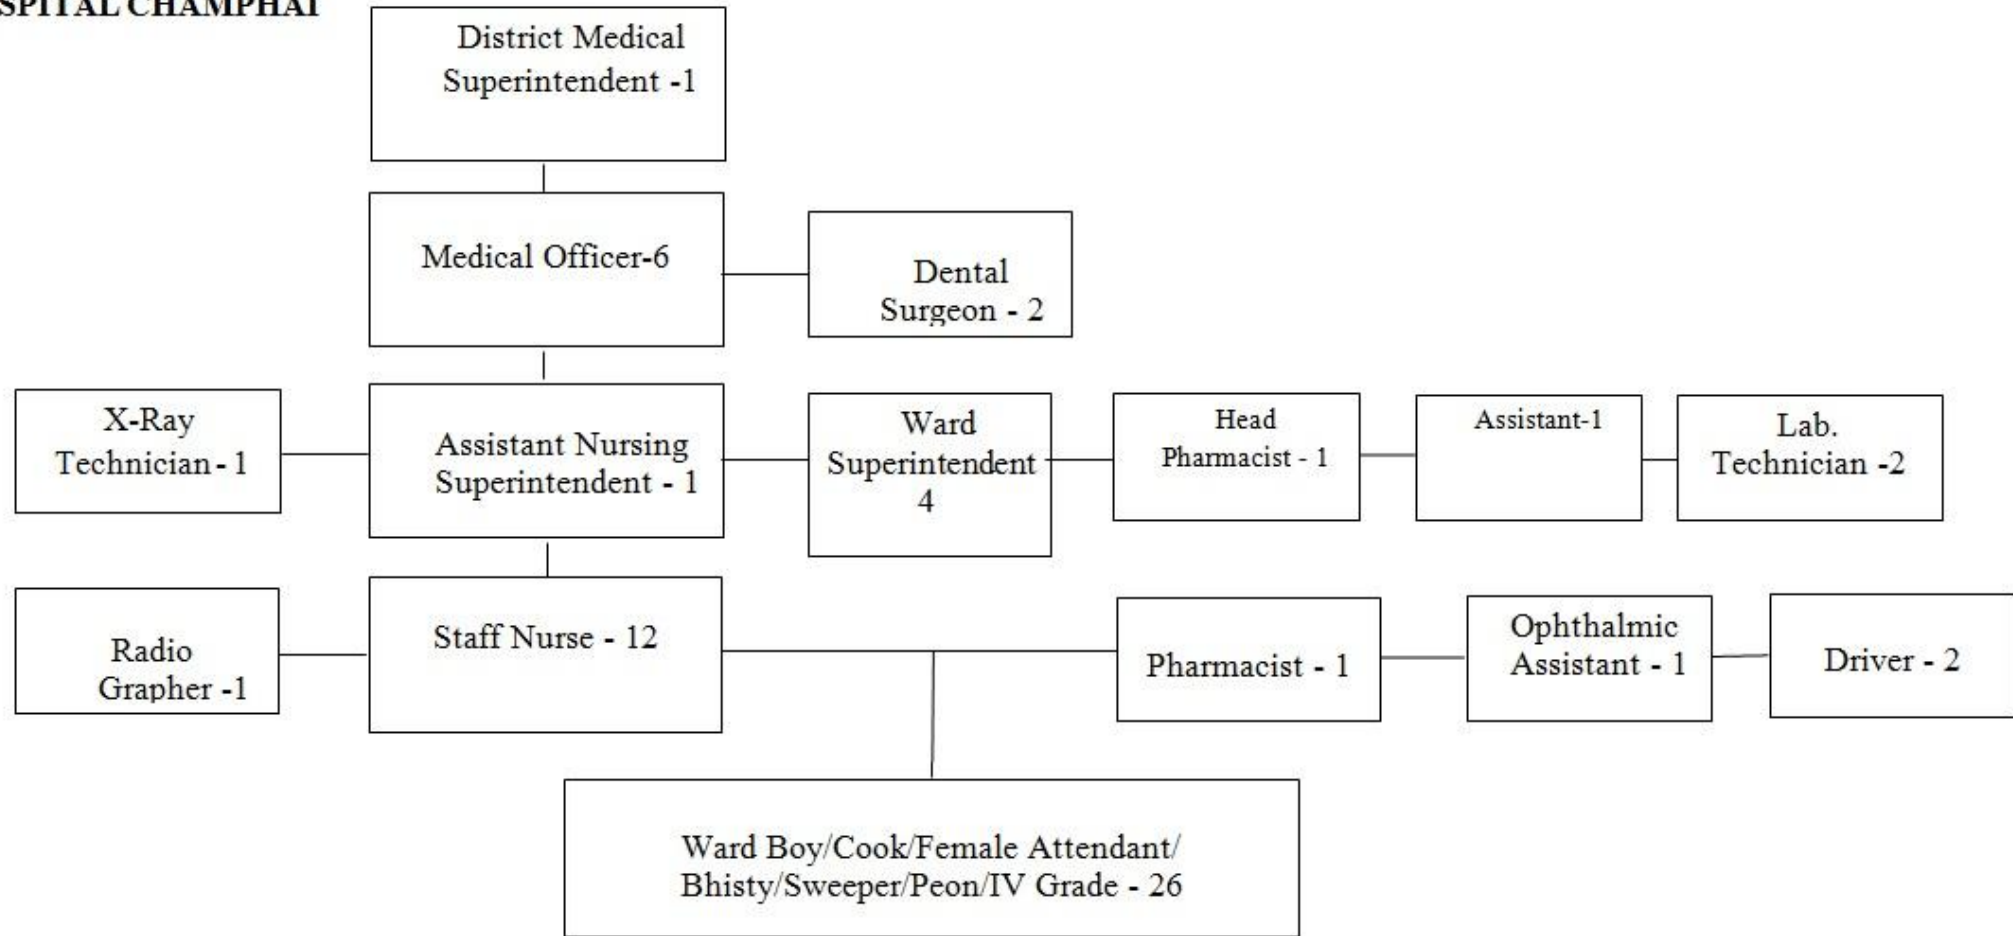 SPITAL CHAMPHAI
District Medical
Superintendent -1
Medical Officer-6
Dental
Surgeon - 2
X-Ray
Technician - 1
Assistant Nursing
Superintendent - 1
Ward
Superintendent
4
Head
Pharmacist - 1
Assistant-1
Lab.
Technician -2
Radio
Grapher -1
Staff Nurse - 12
Pharmacist - 1
Ophthalmic
Assistant - 1
Driver - 2
Ward Boy/Cook/Female Attendant/
Bhisty/Sweeper/Peon/IV Grade - 26